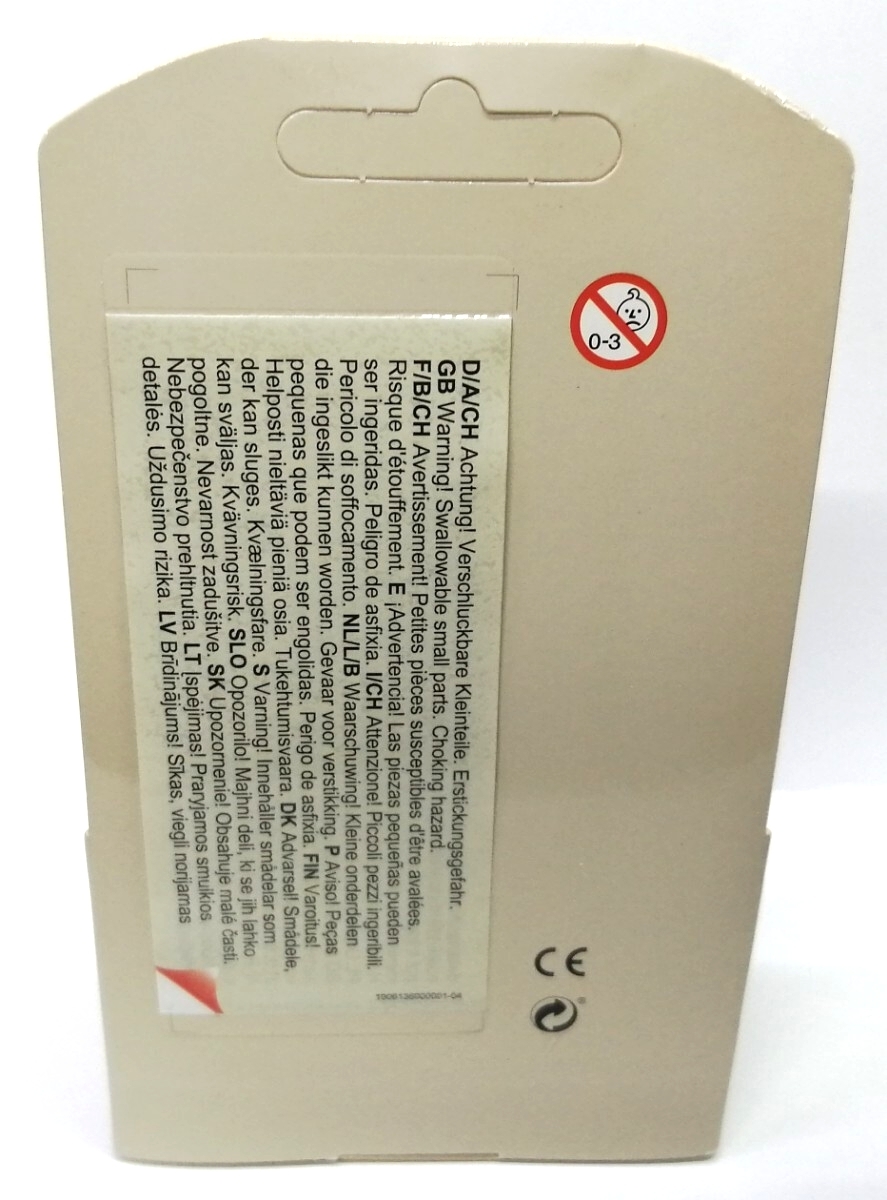 0-3
D/A/CH Achtung! Verschluckbare Kleinteile. Erstickungsgefahr.
GB Warning! Swallowable small parts. Choking hazard.
F/B/CH Avertissement! Petites pièces susceptibles d'être avalées.
Risque d'étouffement. E ¡Advertencia! Las piezas pequeñas pueden
ser ingeridas. Peligro de asfixia. I/CH Attenzione! Piccoli pezzi ingeribili.
Pericolo di soffocamento. NL/L/B Waarschuwing! Kleine onderdelen
die ingeslikt kunnen worden. Gevaar voor verstikking. P Aviso! Peças
pequenas que podem ser engolidas. Perigo de asfixia. FIN Varoitus!
Helposti nieltäviä pieniä osia. Tukehtumisvaara. DK Advarsel! Smådele,
der kan sluges. Kvælningsfare. S Varning! Innehåller smådelar som
kan sväljas. Kvävningsrisk. SLO Opozorilo! Majhni deli, ki se jih lahko
pogoltne. Nevarnost zadušitve. SK Upozornenie! Obsahuje malé časti.
Nebezpečenstvo prehltnutia. LT Įspėjimas! Praryjamos smulkios
detalės. Uždusimo rizika. LV Brīdinājums! Sīkas, viegli norijamas
CE